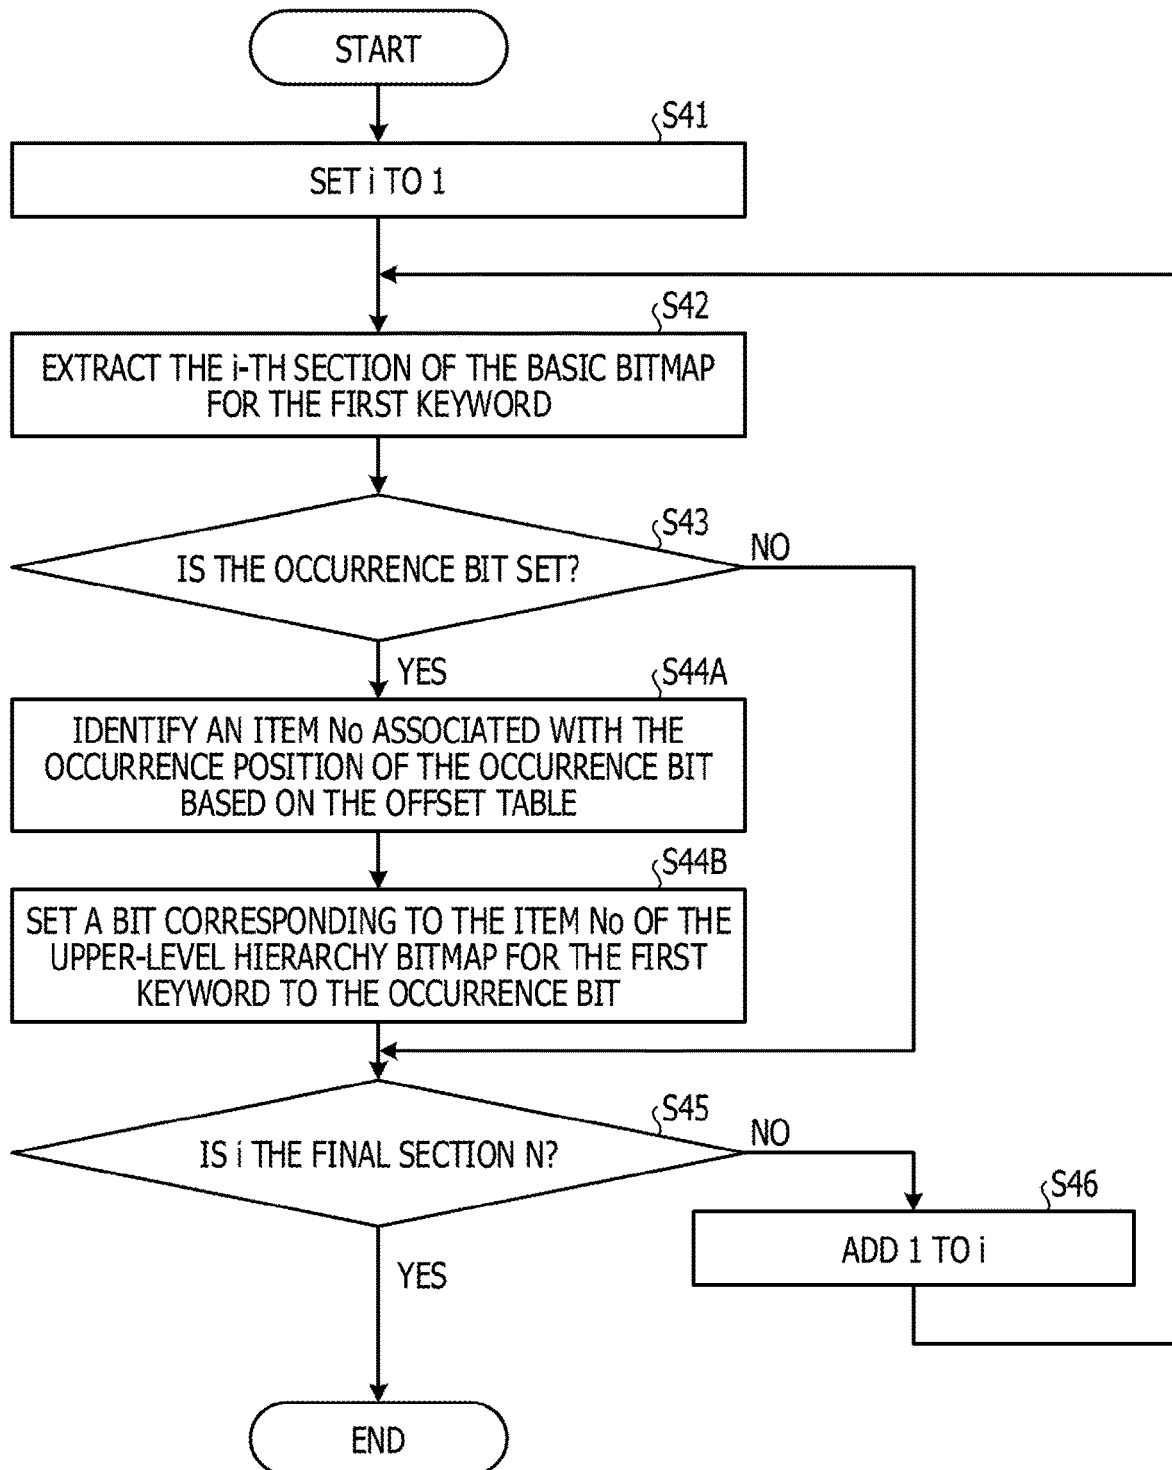 START
S41
SET i TO 1
S42
EXTRACT THE i-TH SECTION OF THE BASIC BITMAP
FOR THE FIRST KEYWORD
S43
IS THE OCCURRENCE BIT SET?
NO
YES
S44A
IDENTIFY AN ITEM No ASSOCIATED WITH THE
OCCURRENCE POSITION OF THE OCCURRENCE BIT
BASED ON THE OFFSET TABLE
S44B
SET A BIT CORRESPONDING TO THE ITEM No OF THE
UPPER-LEVEL HIERARCHY BITMAP FOR THE FIRST
KEYWORD TO THE OCCURRENCE BIT
S45
IS i THE FINAL SECTION N?
NO
S46
ADD 1 TO i
YES
END